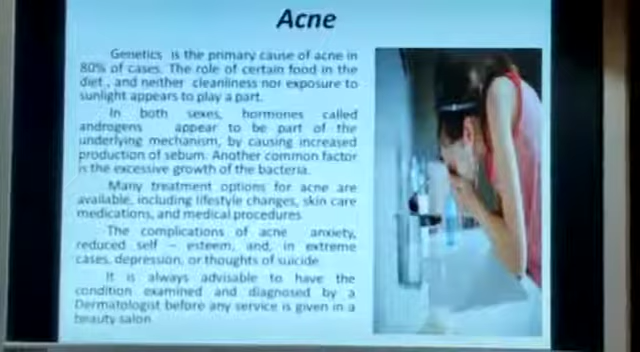 Acne
Genetics is the primary cause of acne in
80% of cases. The role of certain food in the
diet , and neither cleanliness nor exposure to
sunlight appears to play a part.
In both sexes, hormones called
androgens appear to be part of the
underlying mechanism, by causing increased
production of sebum. Another common factor
is the excessive growth of the bacteria.
Many treatment options for acne are
available, including lifestyle changes, skin care
medications, and medical procedures
The complications of acne anxiety,
reduced self – esteem, and, in extreme
cases, depression, or thoughts of suicide
It is always advisable to have the
condition examined and diagnosed by a
Dermatologist before any service is given in a
beauty salon.